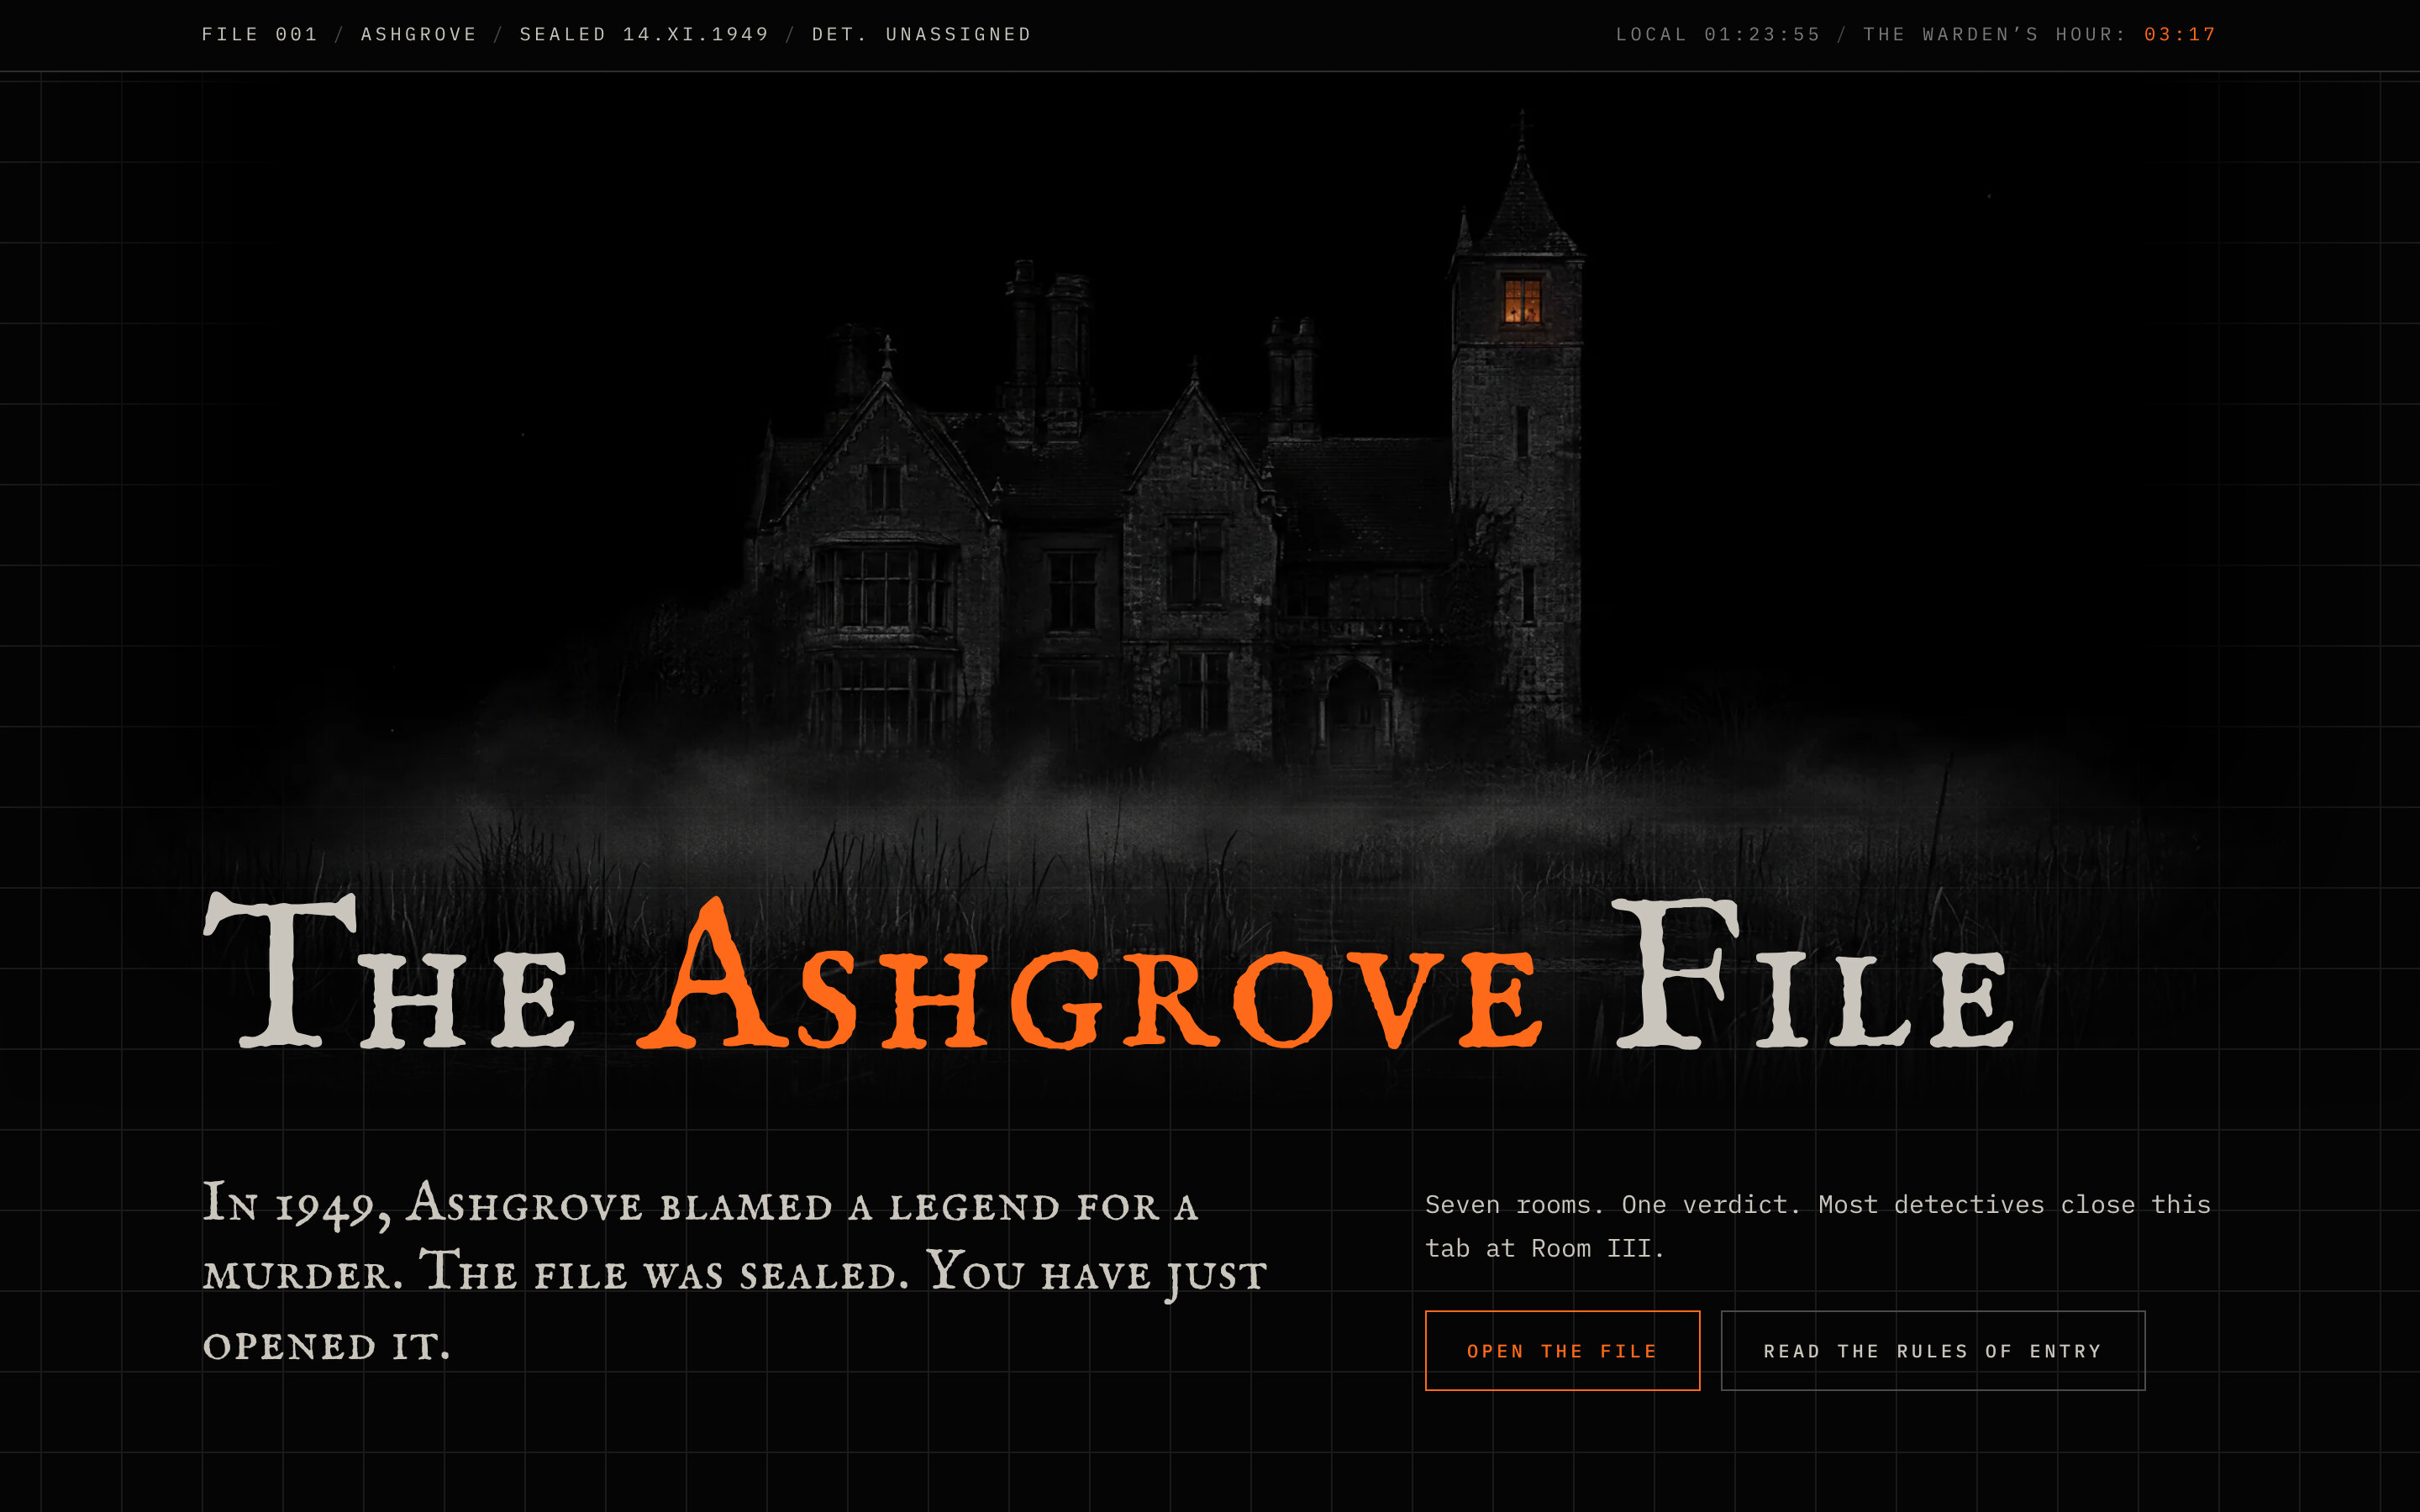 FILE 001 / ASHGROVE / SEALED 14.XI.1949 / DET. UNASSIGNED
LOCAL 01:23:55 / THE WARDEN’S HOUR: 03:17
The Ashgrove File
In 1949, Ashgrove blamed a legend for a
murder. The file was sealed. You have just
opened it.
Seven rooms. One verdict. Most detectives close this
tab at Room III.
OPEN THE FILE
READ THE RULES OF ENTRY